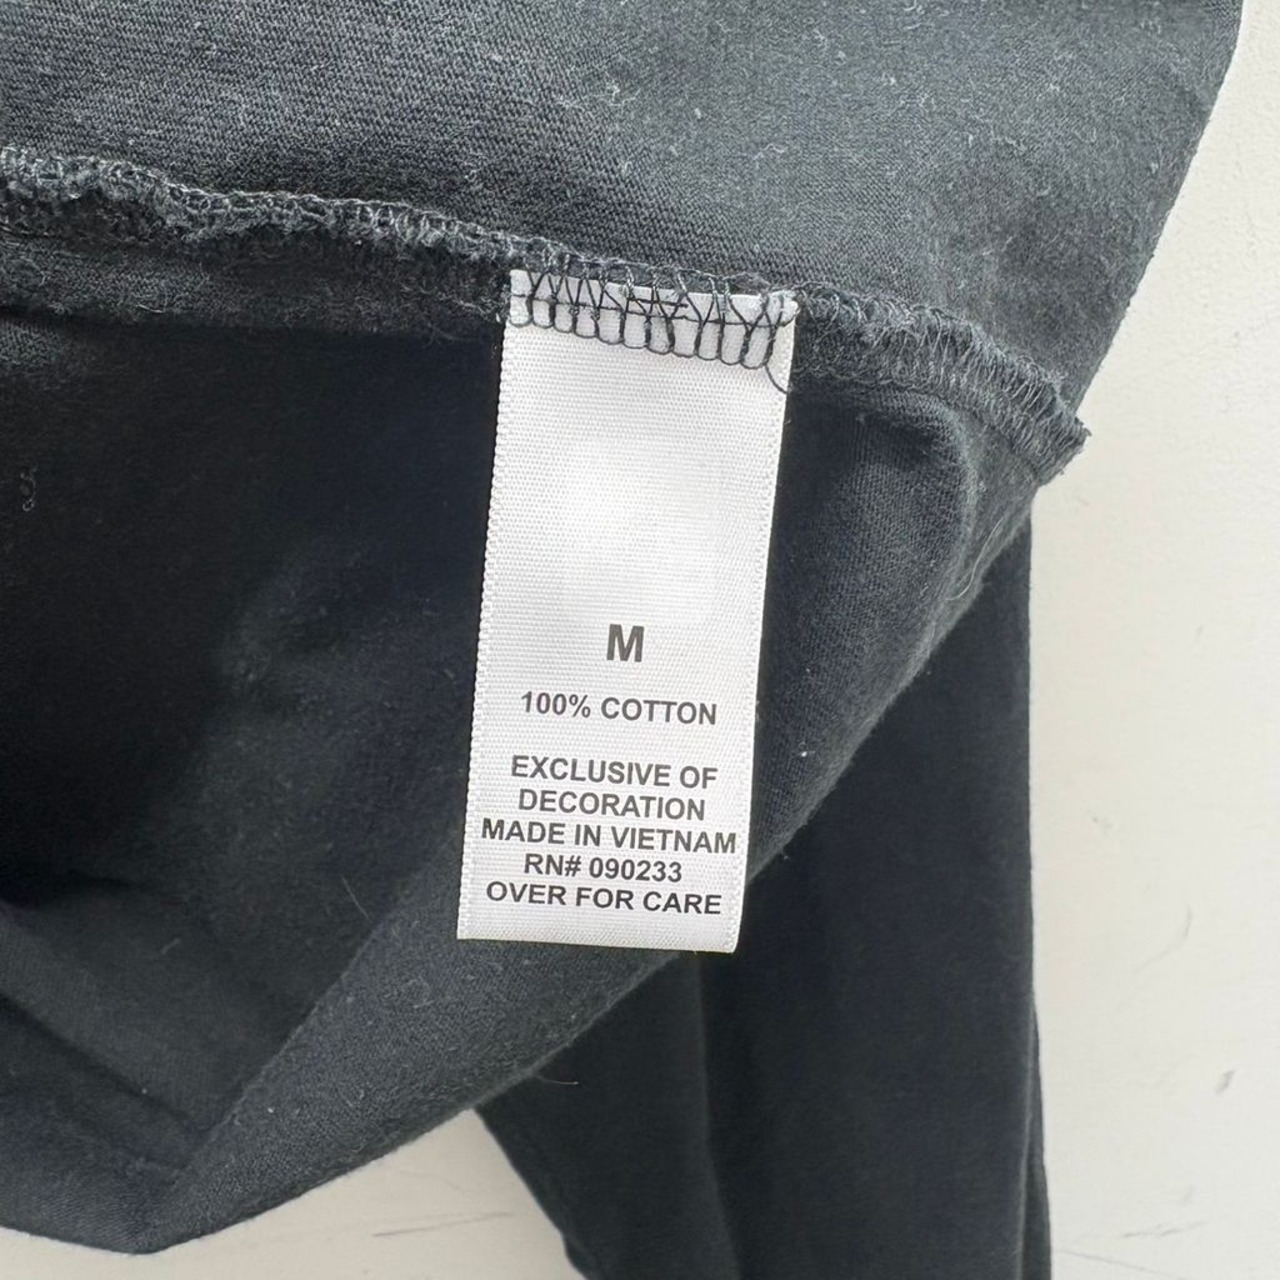 M
100% COTTON
EXCLUSIVE OF
DECORATION
MADE IN VIETNAM
RN# 090233
OVER FOR CARE